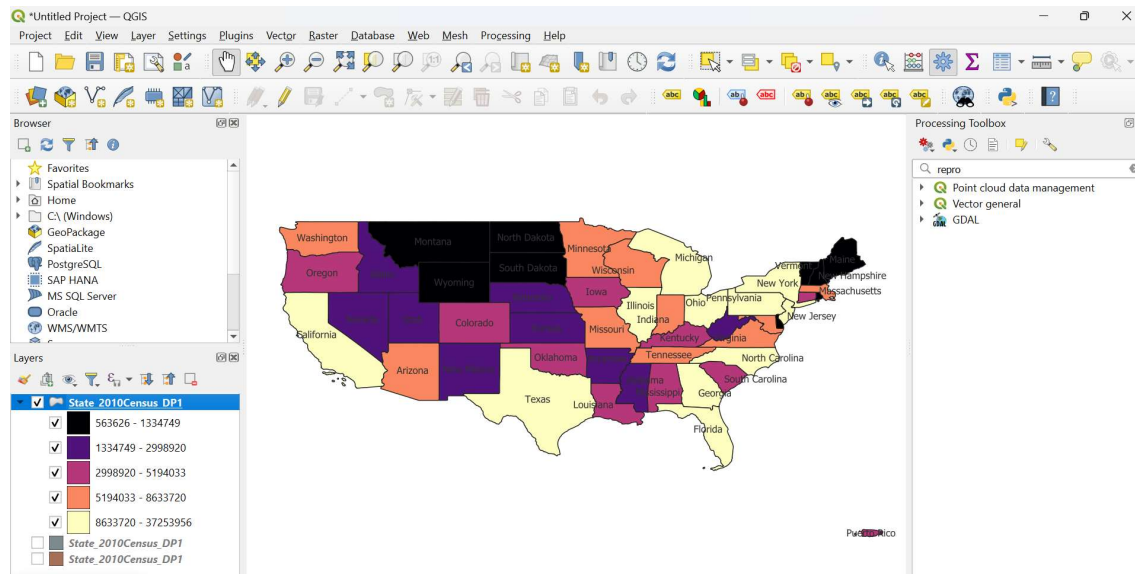 *Untitled Project — QGIS
Project Edit View Layer Settings Plugins Vector Raster Database Web Mesh Processing Help
Browser
Favorites
Spatial Bookmarks
Home
C:\ (Windows)
GeoPackage
SpatiaLite
PostgreSQL
SAP HANA
MS SQL Server
Oracle
WMS/WMTS
Layers
State_2010Census_DP1
563626 - 1334749
1334749 - 2998920
2998920 - 5194033
5194033 - 8633720
8633720 - 37253956
State_2010Census_DP1
State_2010Census_DP1
Washington
Montana
North Dakota
Minnesota
Maine
Oregon
South Dakota
Wisconsin
Michigan
Vermont
New Hampshire
Wyoming
Iowa
New York
Massachusetts
Illinois
Ohio
Pennsylvania
Indiana
New Jersey
California
Colorado
Missouri
Kentucky
Virginia
Arizona
Oklahoma
Tennessee
North Carolina
South Carolina
Texas
Louisiana
Mississippi
Georgia
Florida
Puerto Rico
Processing Toolbox
repro
Point cloud data management
Vector general
GDAL